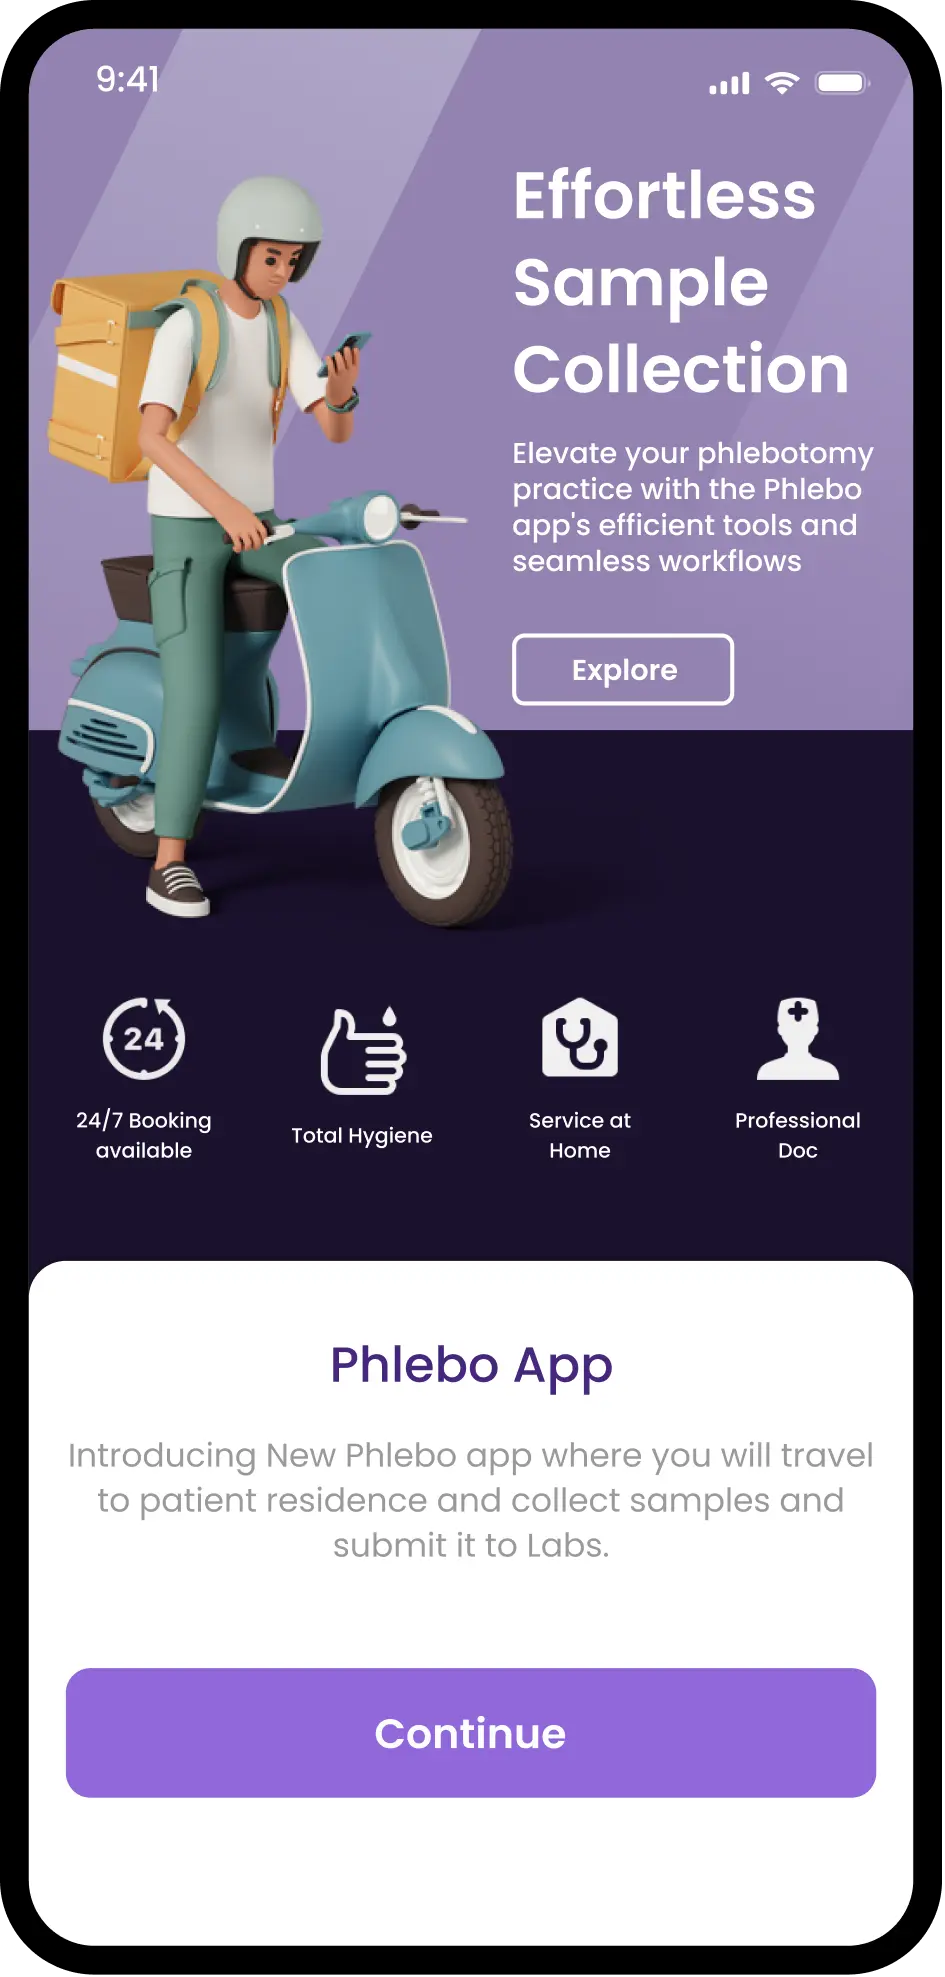 9:41
Effortless
Sample
Collection
Elevate your phlebotomy
practice with the Phlebo
app's efficient tools and
seamless workflows
Explore
24
24/7 Booking
available
Total Hygiene
Service at
Home
Professional
Doc
Phlebo App
Introducing New Phlebo app where you will travel
to patient residence and collect samples and
submit it to Labs.
Continue